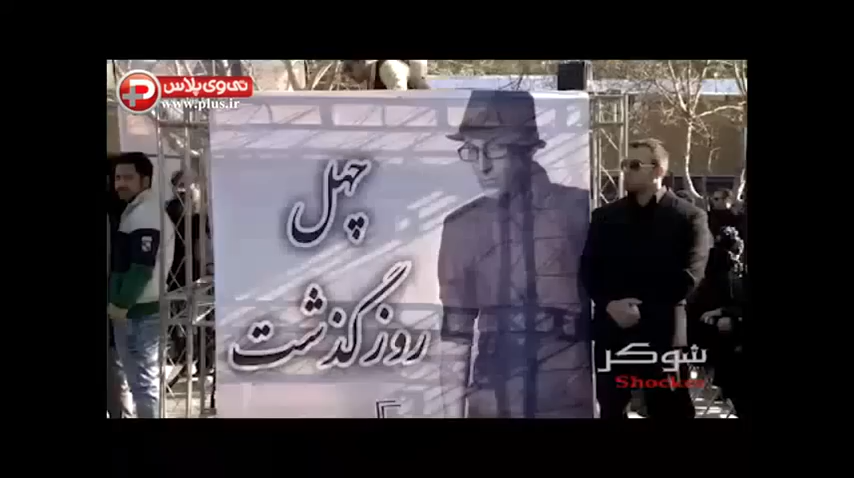 تی‌وی‌پلاس
www.plus.ir
چهل
روز گذشت
شوکر
Shocker